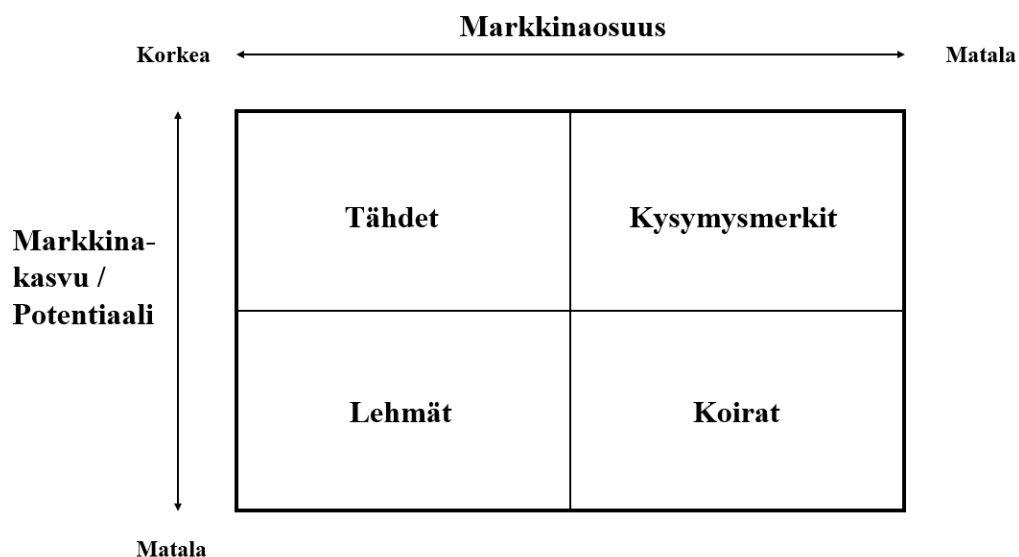 Markkinaosuus
Korkea
Matala
Tähdet
Kysymysmerkit
Markkina-
kasvu /
Potentiaali
Lehmät
Koirat
Matala